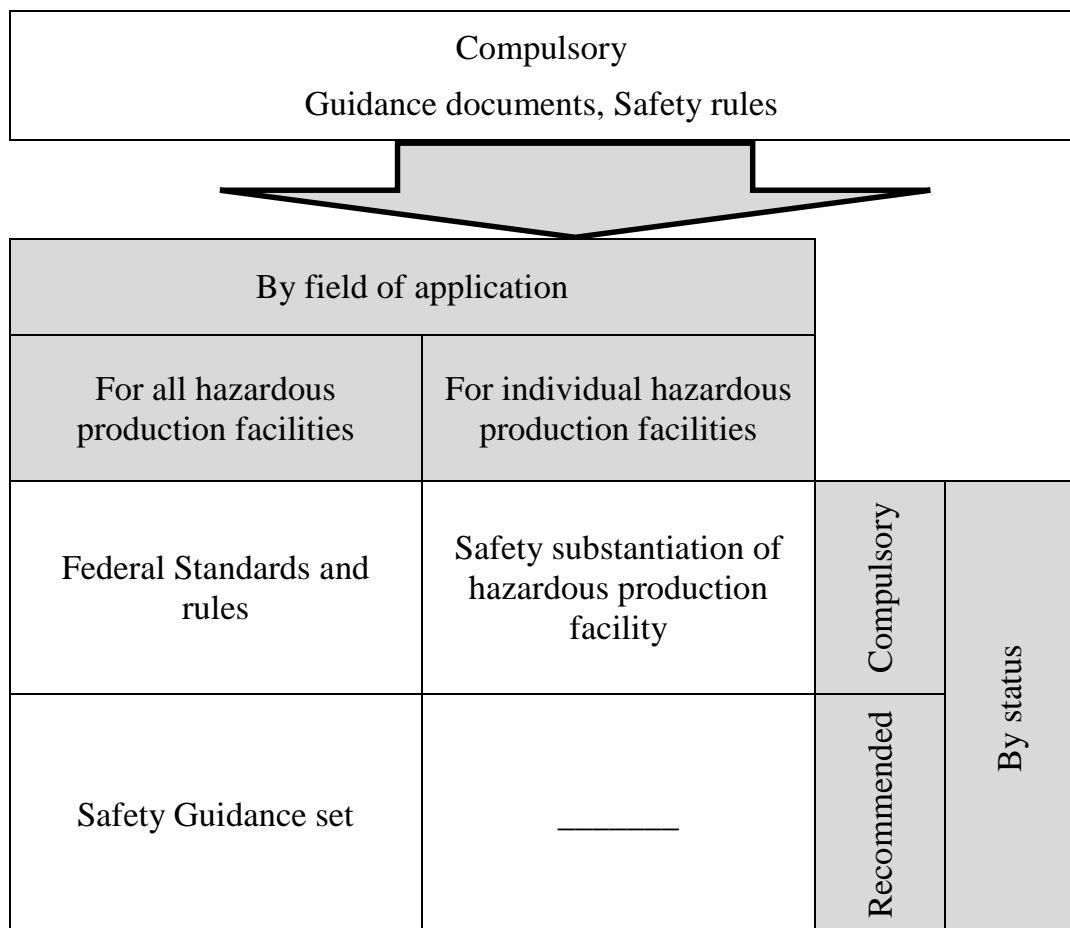 Compulsory
Guidance documents, Safety rules
By field of application
For all hazardous
production facilities
For individual hazardous
production facilities
Federal Standards and
rules
Safety substantiation of
hazardous production
facility
Compulsory
By status
Safety Guidance set
_______
Recommended